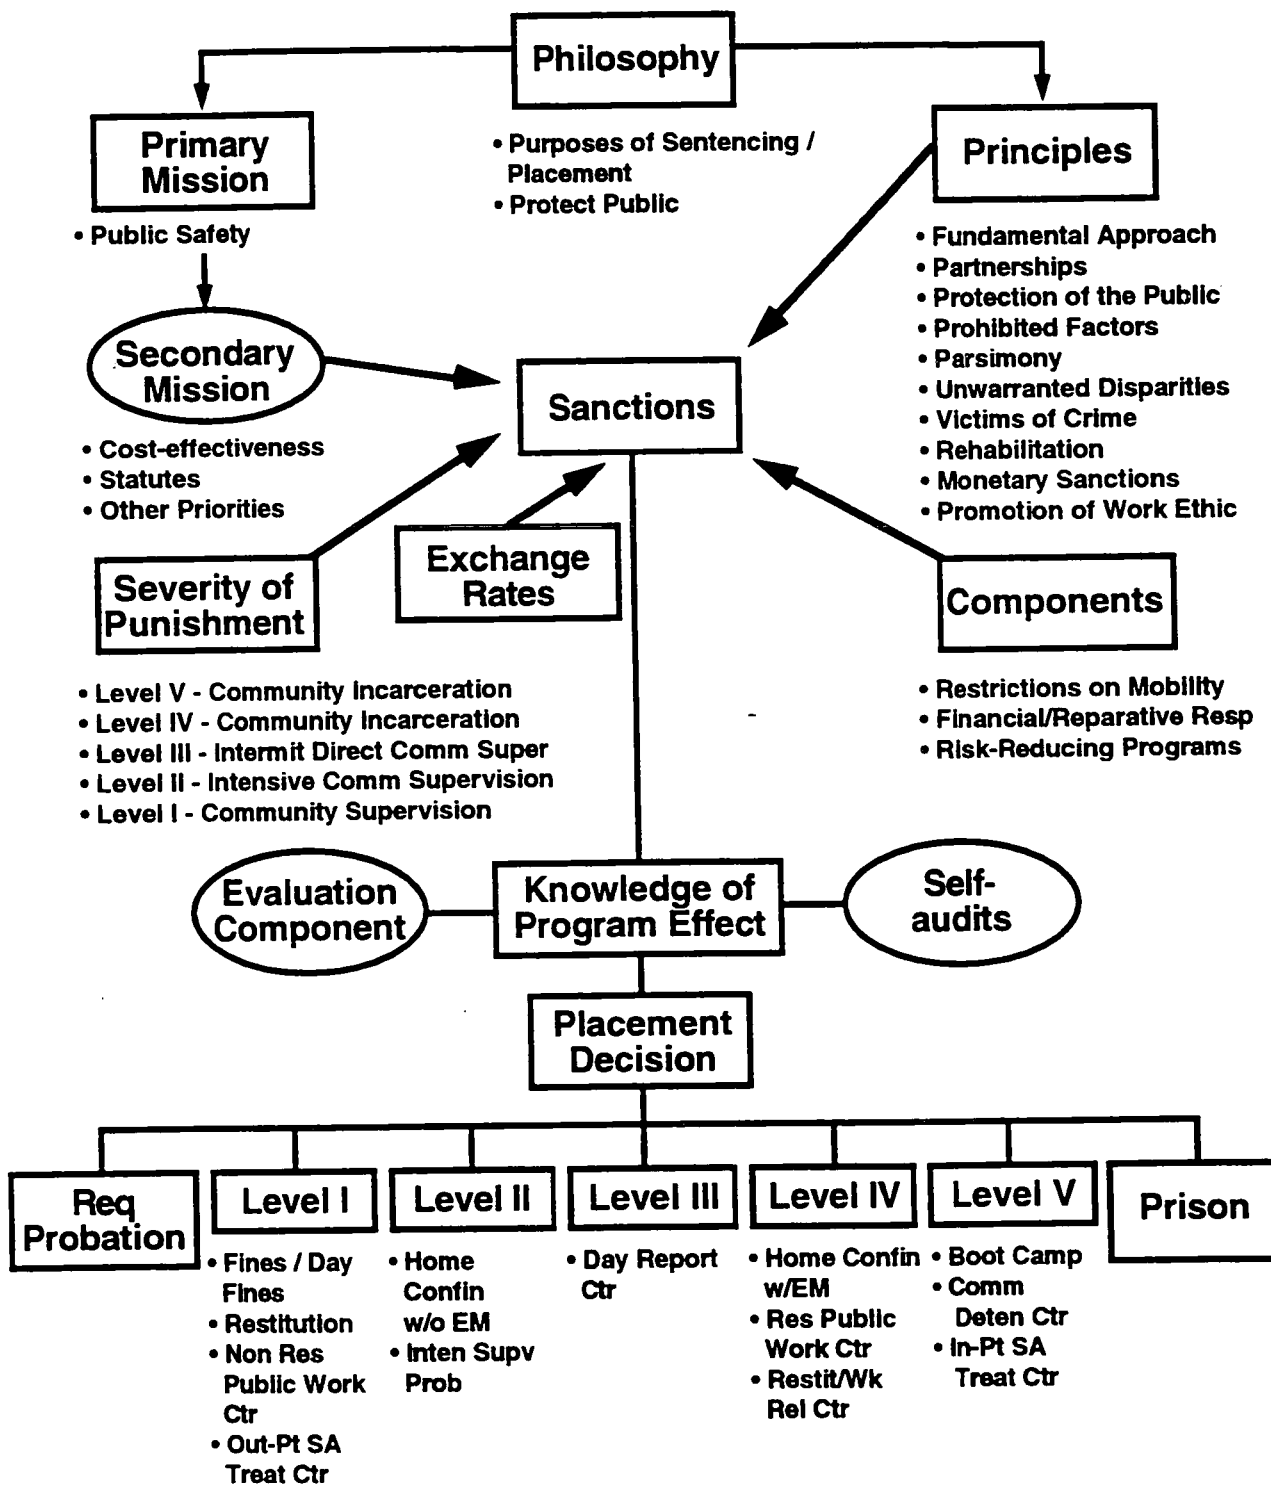 Philosophy
• Purposes of Sentencing /
Placement
• Protect Public
Primary
Mission
• Public Safety
Secondary
Mission
• Cost-effectiveness
• Statutes
• Other Priorities
Principles
• Fundamental Approach
• Partnerships
• Protection of the Public
• Prohibited Factors
• Parsimony
• Unwarranted Disparities
• Victims of Crime
• Rehabilitation
• Monetary Sanctions
• Promotion of Work Ethic
Sanctions
Severity of
Punishment
• Level V - Community Incarceration
• Level IV - Community Incarceration
• Level III - Intermit Direct Comm Super
• Level II - Intensive Comm Supervision
• Level I - Community Supervision
Exchange
Rates
Components
• Restrictions on Mobility
• Financial/Reparative Resp
• Risk-Reducing Programs
Evaluation
Component
Knowledge of
Program Effect
Self-
audits
Placement
Decision
Req
Probation
Level I
• Fines / Day
Fines
• Restitution
• Non Res
Public Work
Ctr
• Out-Pt SA
Treat Ctr
Level II
• Home
Confin
w/o EM
• Inten Supv
Prob
Level III
• Day Report
Ctr
Level IV
• Home Confin
w/EM
• Res Public
Work Ctr
• Restit/Wk
Rel Ctr
Level V
• Boot Camp
• Comm
Deten Ctr
• In-Pt SA
Treat Ctr
Prison